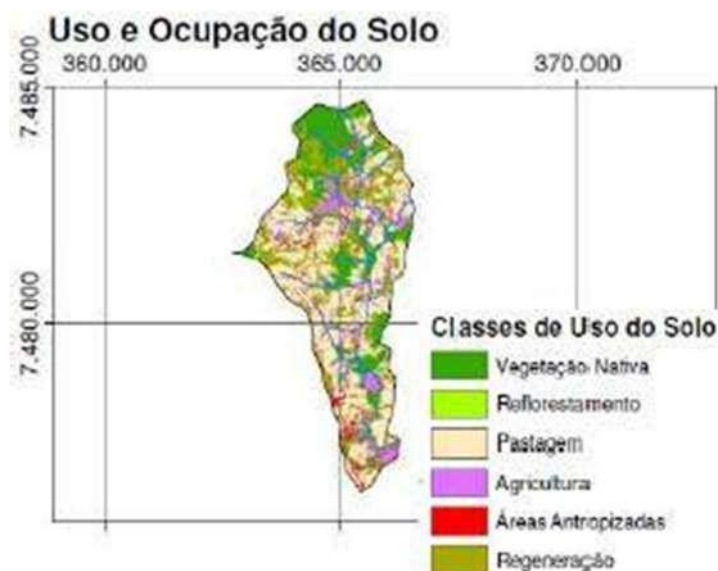 Uso e Ocupação do Solo
360.000 365.000 370.000
7.485.000
7.480.000
Classes de Uso do Solo
Vegetação Nativa
Reflorestamento
Pastagem
Agricultura
Áreas Antropizadas
Regeneração